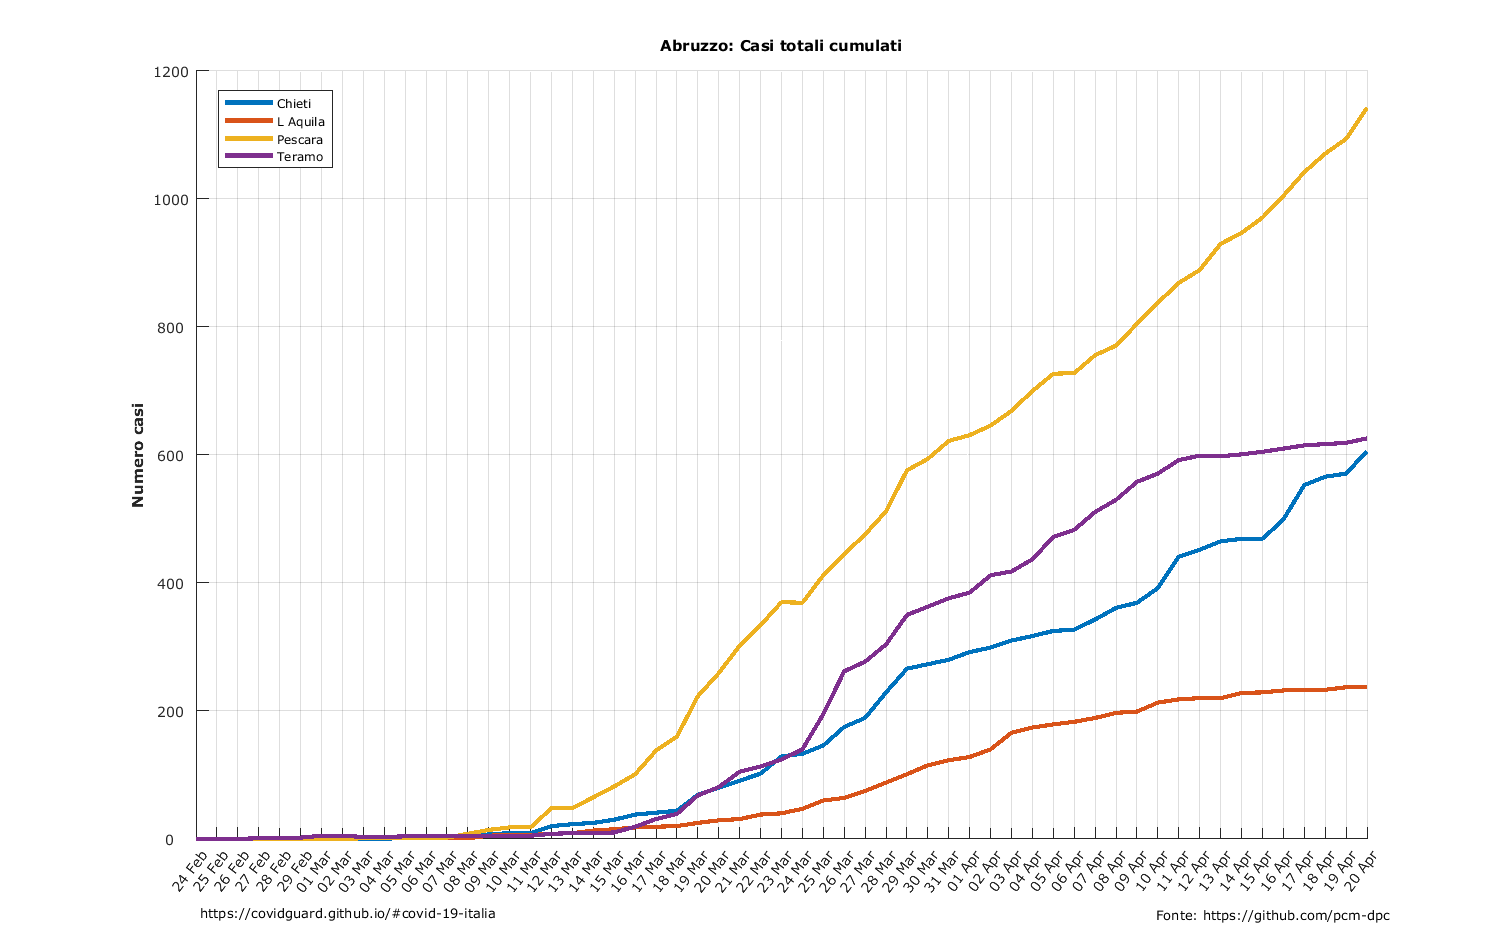 Abruzzo: Casi totali cumulati
1200
1000
800
600
400
200
0
Numero casi
Chieti
L Aquila
Pescara
Teramo
24 Feb
25 Feb
26 Feb
27 Feb
28 Feb
29 Feb
01 Mar
02 Mar
03 Mar
04 Mar
05 Mar
06 Mar
07 Mar
08 Mar
09 Mar
10 Mar
11 Mar
12 Mar
13 Mar
14 Mar
15 Mar
16 Mar
17 Mar
18 Mar
19 Mar
20 Mar
21 Mar
22 Mar
23 Mar
24 Mar
25 Mar
26 Mar
27 Mar
28 Mar
29 Mar
30 Mar
31 Mar
01 Apr
02 Apr
03 Apr
04 Apr
05 Apr
06 Apr
07 Apr
08 Apr
09 Apr
10 Apr
11 Apr
12 Apr
13 Apr
14 Apr
15 Apr
16 Apr
17 Apr
18 Apr
19 Apr
20 Apr
https://covidguard.github.io/#covid-19-italia
Fonte: https://github.com/pcm-dpc